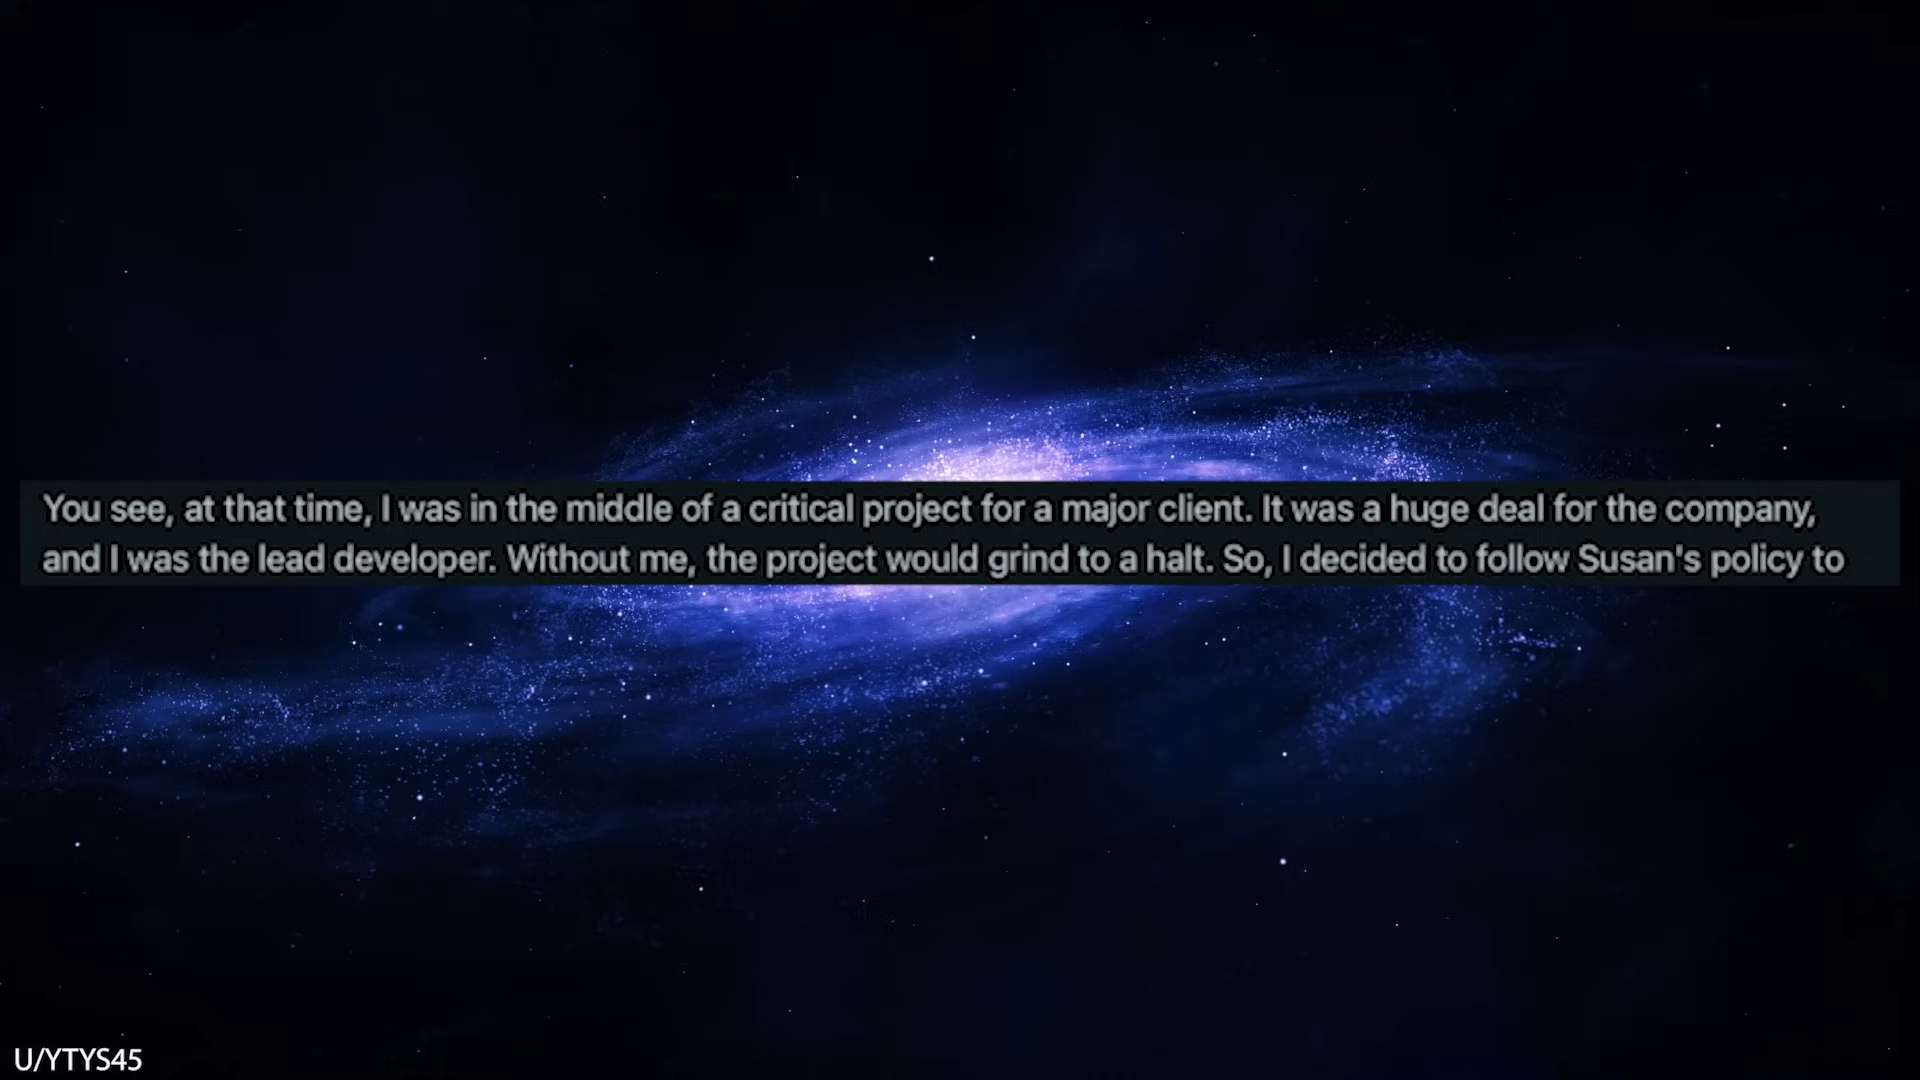 You see, at that time, I was in the middle of a critical project for a major client. It was a huge deal for the company,
and I was the lead developer. Without me, the project would grind to a halt. So, I decided to follow Susan's policy to
U/YTYS45